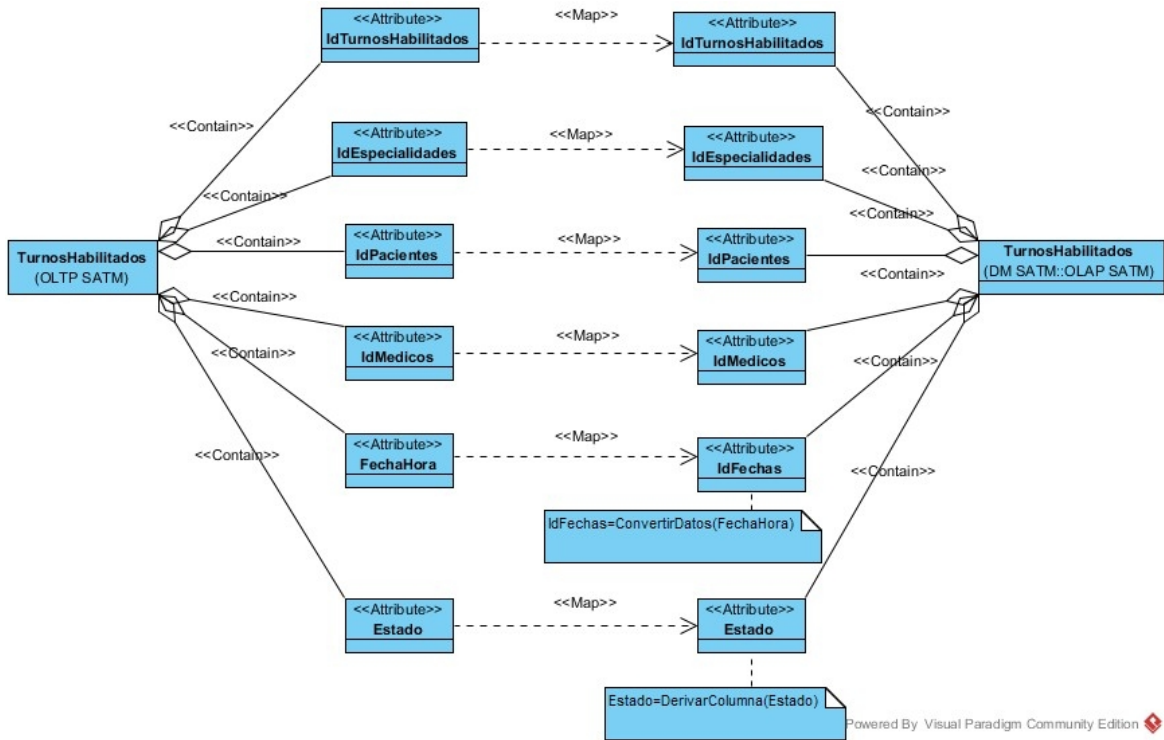 <<Attribute>>
IdTurnosHabilitados
<<Map>>
<<Attribute>>
IdTurnosHabilitados
<<Contain>>
<<Contain>>
<<Attribute>>
IdEspecialidades
<<Map>>
<<Attribute>>
IdEspecialidades
<<Contain>>
<<Contain>>
<<Contain>>
TurnosHabilitados
(OLTP SATM)
<<Contain>>
<<Attribute>>
IdPacientes
<<Map>>
<<Attribute>>
IdPacientes
<<Contain>>
TurnosHabilitados
(DM SATM::OLAP SATM)
<<Contain>>
<<Attribute>>
IdMedicos
<<Map>>
<<Attribute>>
IdMedicos
<<Contain>>
<<Contain>>
<<Attribute>>
FechaHora
<<Map>>
<<Attribute>>
IdFechas
<<Contain>>
<<Contain>>
IdFechas=ConvertirDatos(FechaHora)
<<Attribute>>
Estado
<<Map>>
<<Attribute>>
Estado
Estado=DerivarColumna(Estado)
Powered By Visual Paradigm Community Edition